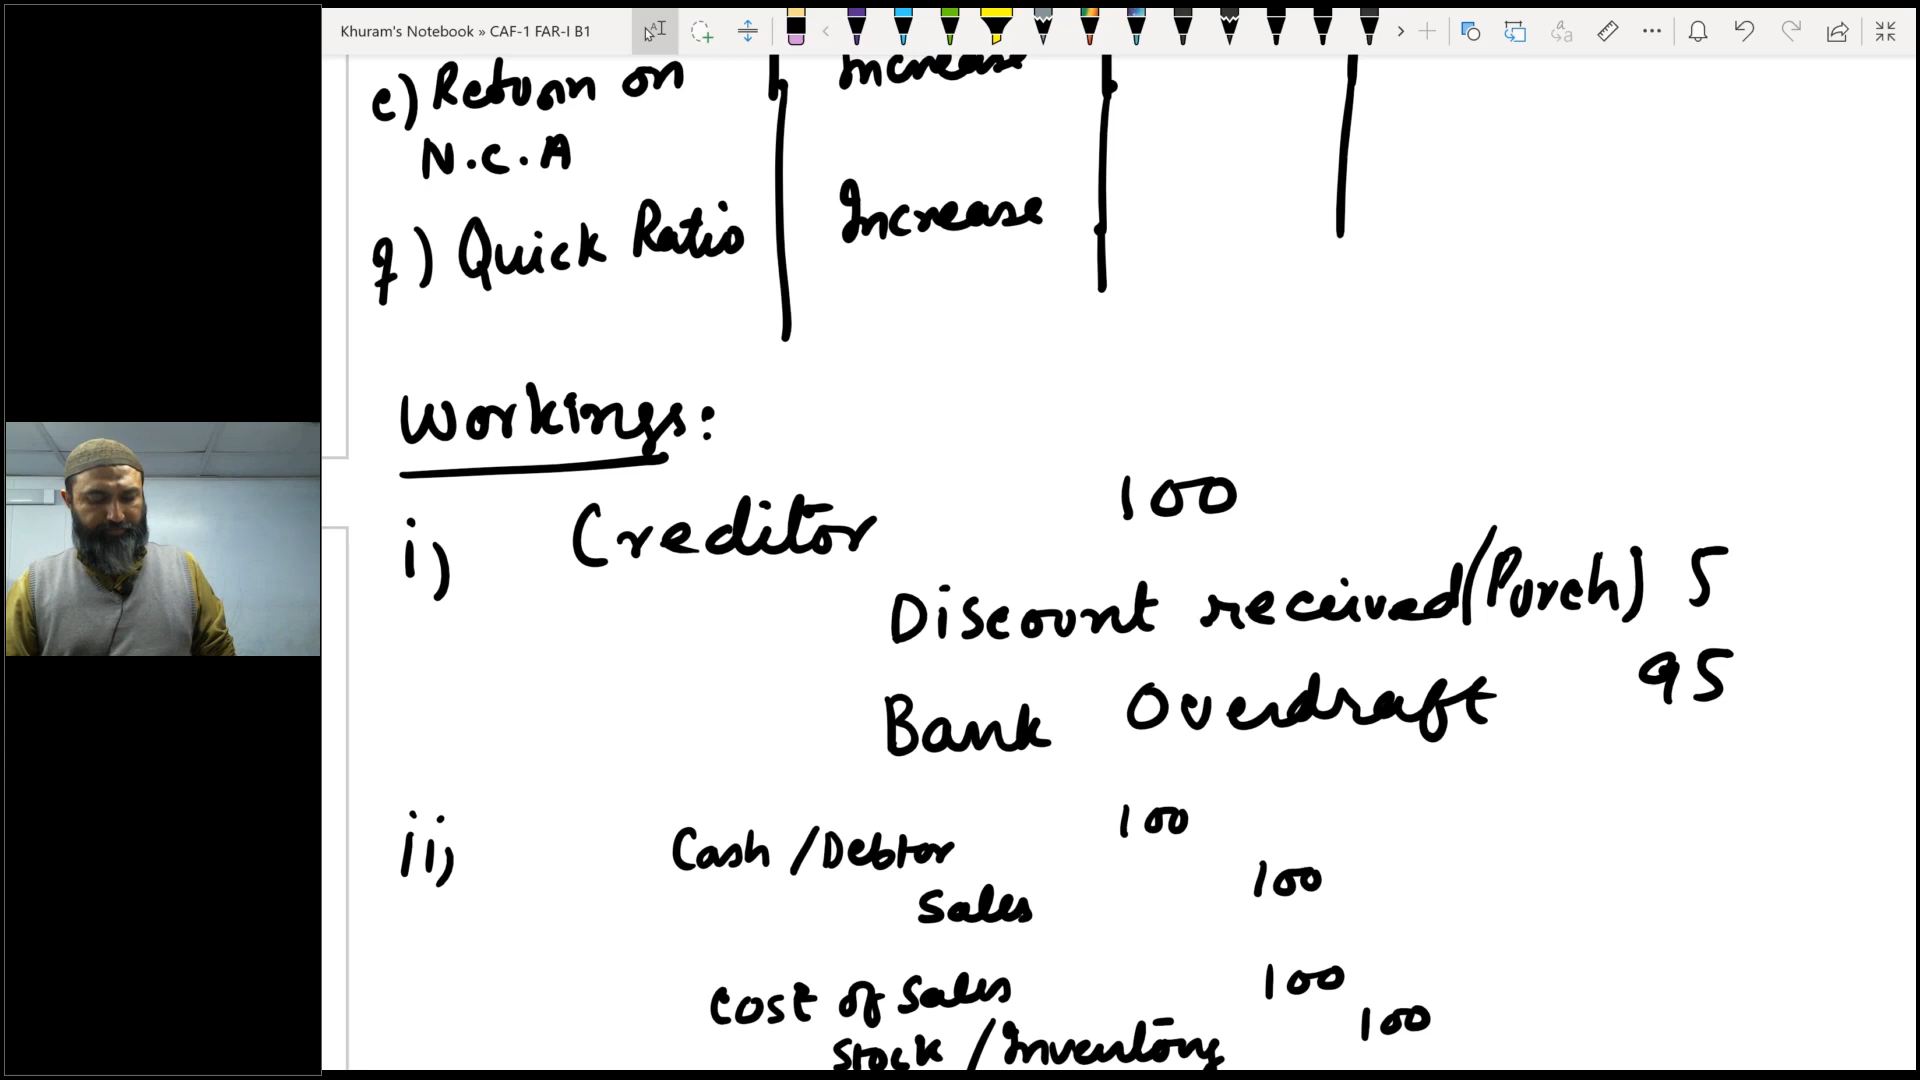 Khuram's Notebook » CAF-1 FAR-I B1
e) Return on Increase
N.C.A
f) Quick Ratio Increase
Workings:
i) Creditor 100
Discount received (Purch) 5
Bank Overdraft 95
ii) Cash / Debtor 100
Sales 100
Cost of Sales 100
Stock / Inventory 100